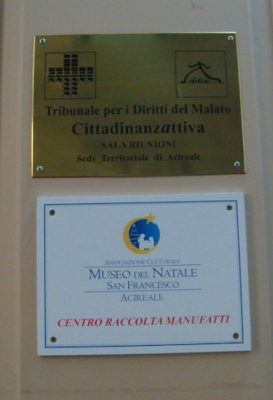 Tribunale per i Diritti del Malato
Cittadinanzattiva
SALA RIUNIONI
Sede Territoriale di Acireale
ASSOCIAZIONE CULTURALE
MUSEO DEL NATALE
SAN FRANCESCO
ACIREALE
CENTRO RACCOLTA MANUFATTI